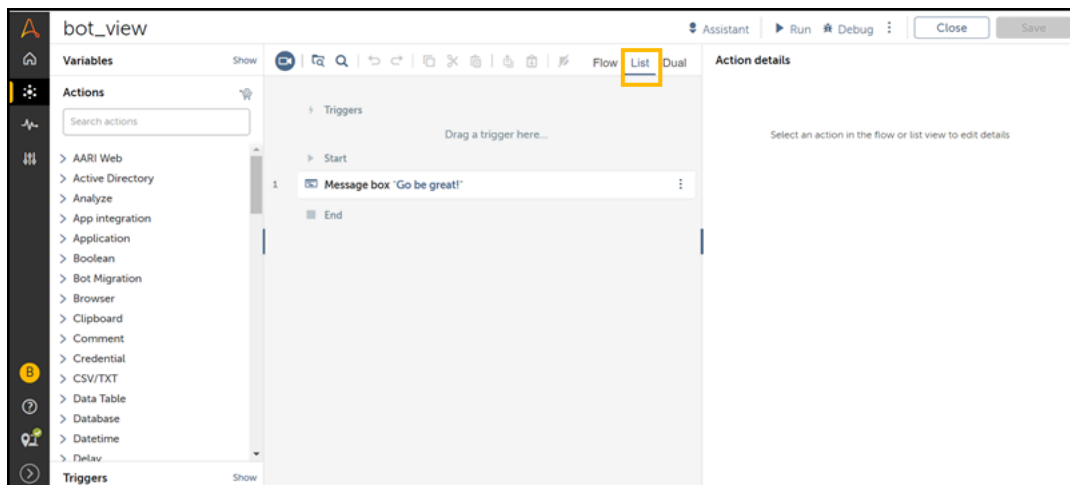 bot_view
Assistant
Run
Debug
Close
Save
Variables
Show
Flow
List
Dual
Action details
Actions
Search actions
AARI Web
Active Directory
Analyze
App integration
Application
Boolean
Bot Migration
Browser
Clipboard
Comment
Credential
CSV/TXT
Data Table
Database
Datetime
Delay
Triggers
Show
Triggers
Drag a trigger here...
Start
1 Message box "Go be great!"
End
Select an action in the flow or list view to edit details
B